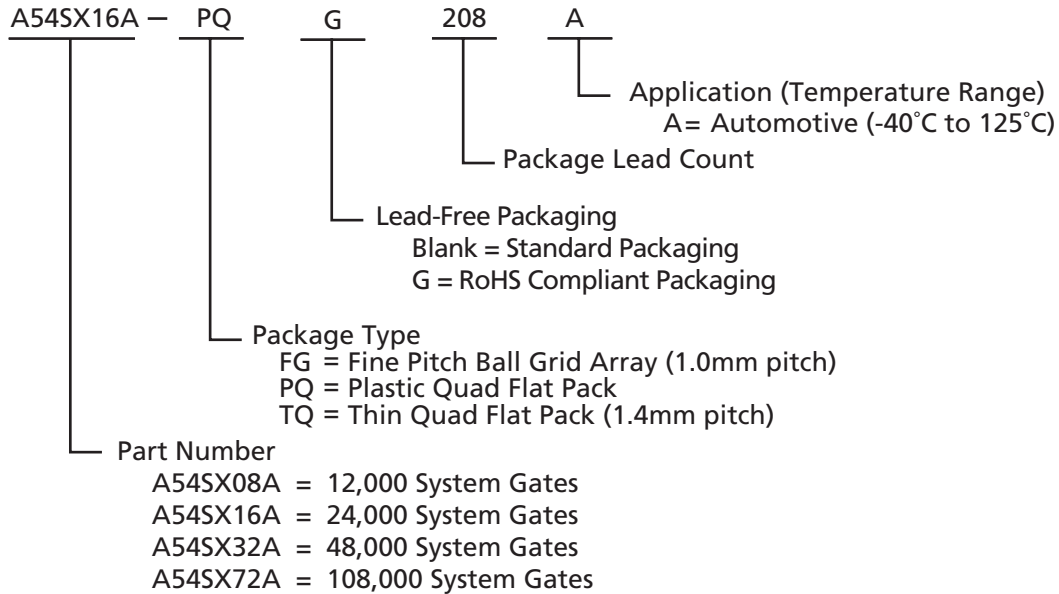 A54SX16A – PQ G 208 A
Application (Temperature Range)
A= Automotive (-40˚C to 125˚C)
Package Lead Count
Lead-Free Packaging
Blank = Standard Packaging
G = RoHS Compliant Packaging
Package Type
FG = Fine Pitch Ball Grid Array (1.0mm pitch)
PQ = Plastic Quad Flat Pack
TQ = Thin Quad Flat Pack (1.4mm pitch)
Part Number
A54SX08A = 12,000 System Gates
A54SX16A = 24,000 System Gates
A54SX32A = 48,000 System Gates
A54SX72A = 108,000 System Gates